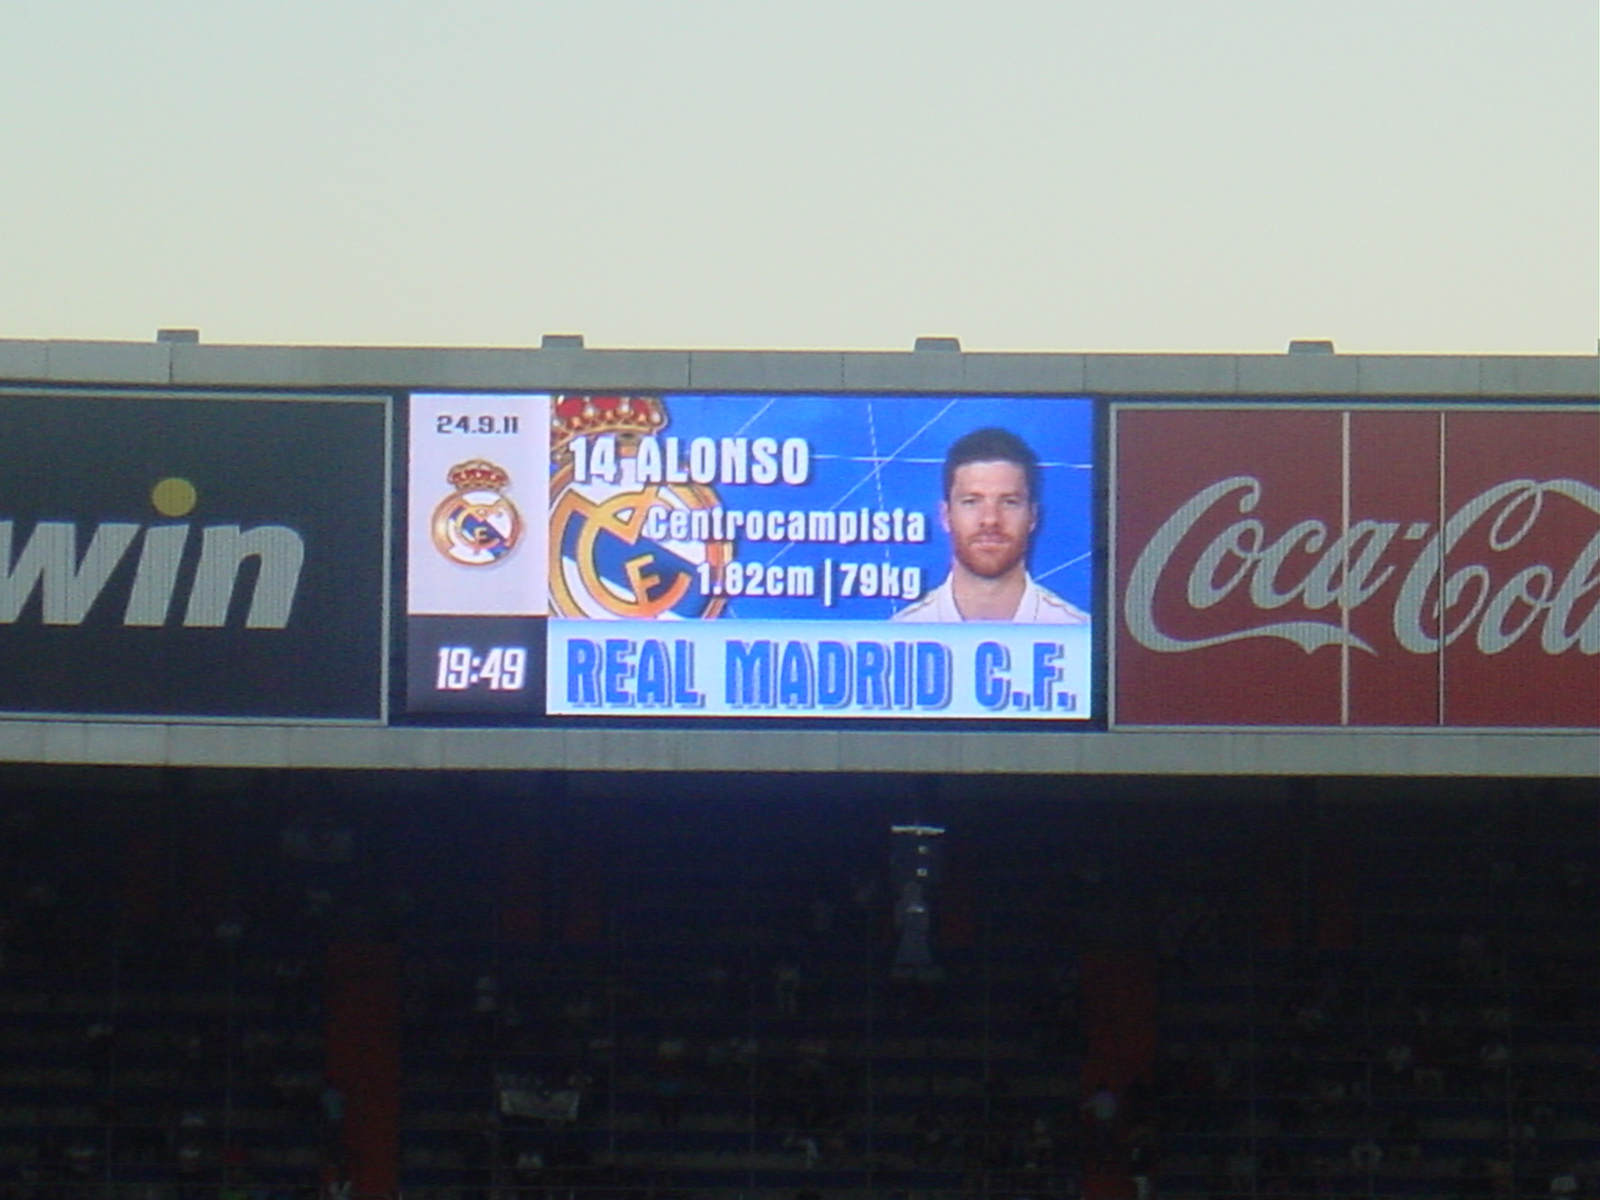 win
24.9.11
14 ALONSO
Centrocampista
1.82cm|79kg
19:49
REAL MADRID C.F.
Coca-Col